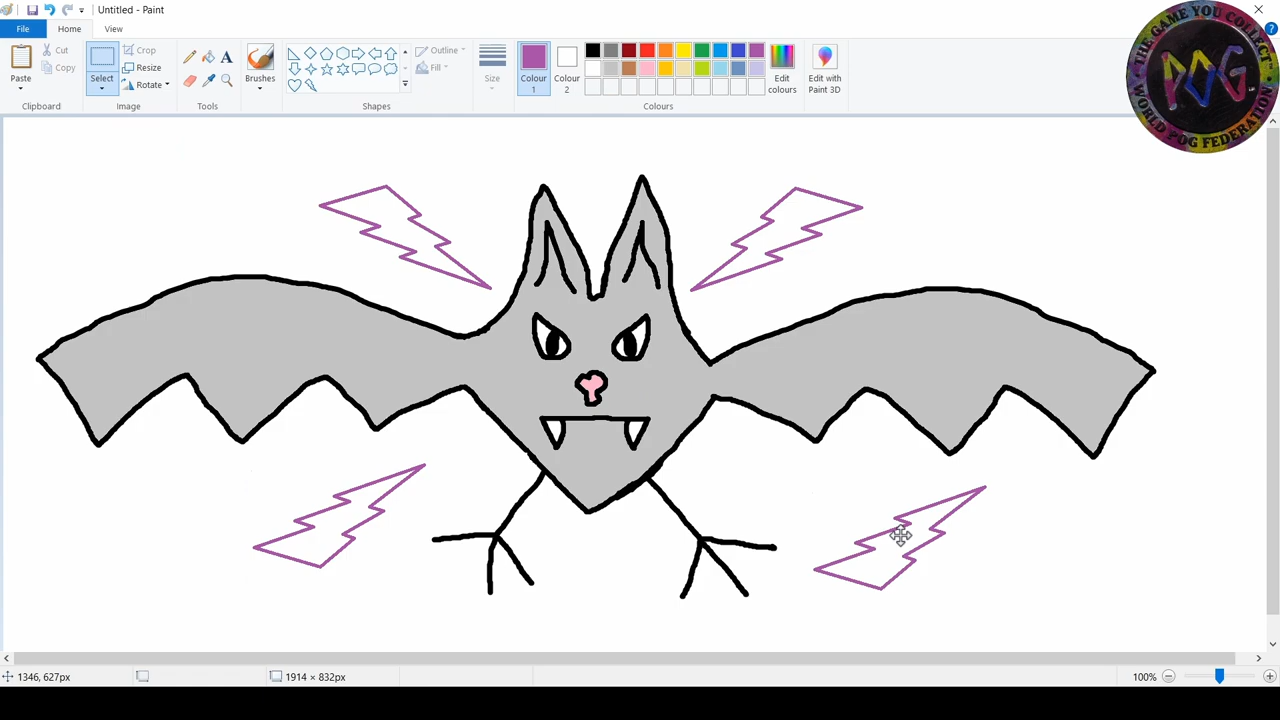 Untitled - Paint
File Home View
Paste
Cut
Copy
Clipboard
Select
Crop
Resize
Rotate
Image
Tools
Brushes
Shapes
Outline
Fill
Size
Colour
1
Colour
2
Colours
Edit
colours
Edit with
Paint 3D
THE GAME YOU COLLECT
POG
WORLD POG FEDERATION
1346, 627px
1914 × 832px
100%